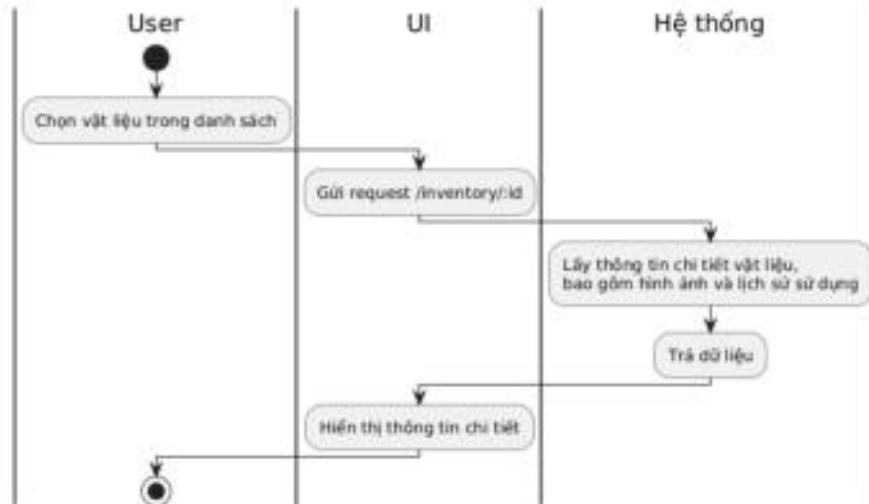 User
UI
Hệ thống
Chọn vật liệu trong danh sách
Gửi request /inventory/:id
Lấy thông tin chi tiết vật liệu,
bao gồm hình ảnh và lịch sử sử dụng
Trả dữ liệu
Hiển thị thông tin chi tiết